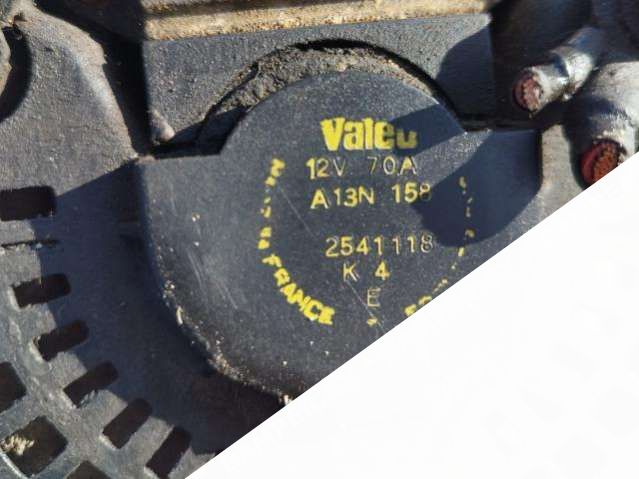 Valeo
12V 70A
A13N 158
2541118
K 4
E
FRANCE